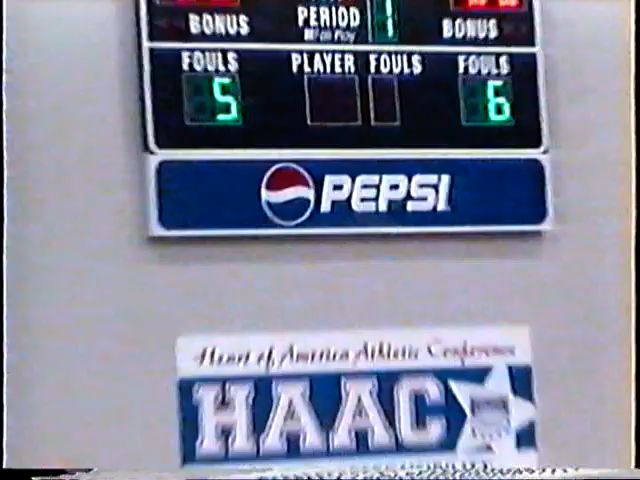 BONUS PERIOD 1 BONUS
FOULS PLAYER FOULS FOULS
5 6
PEPSI
Heart of America Athletic Conference
HAAC